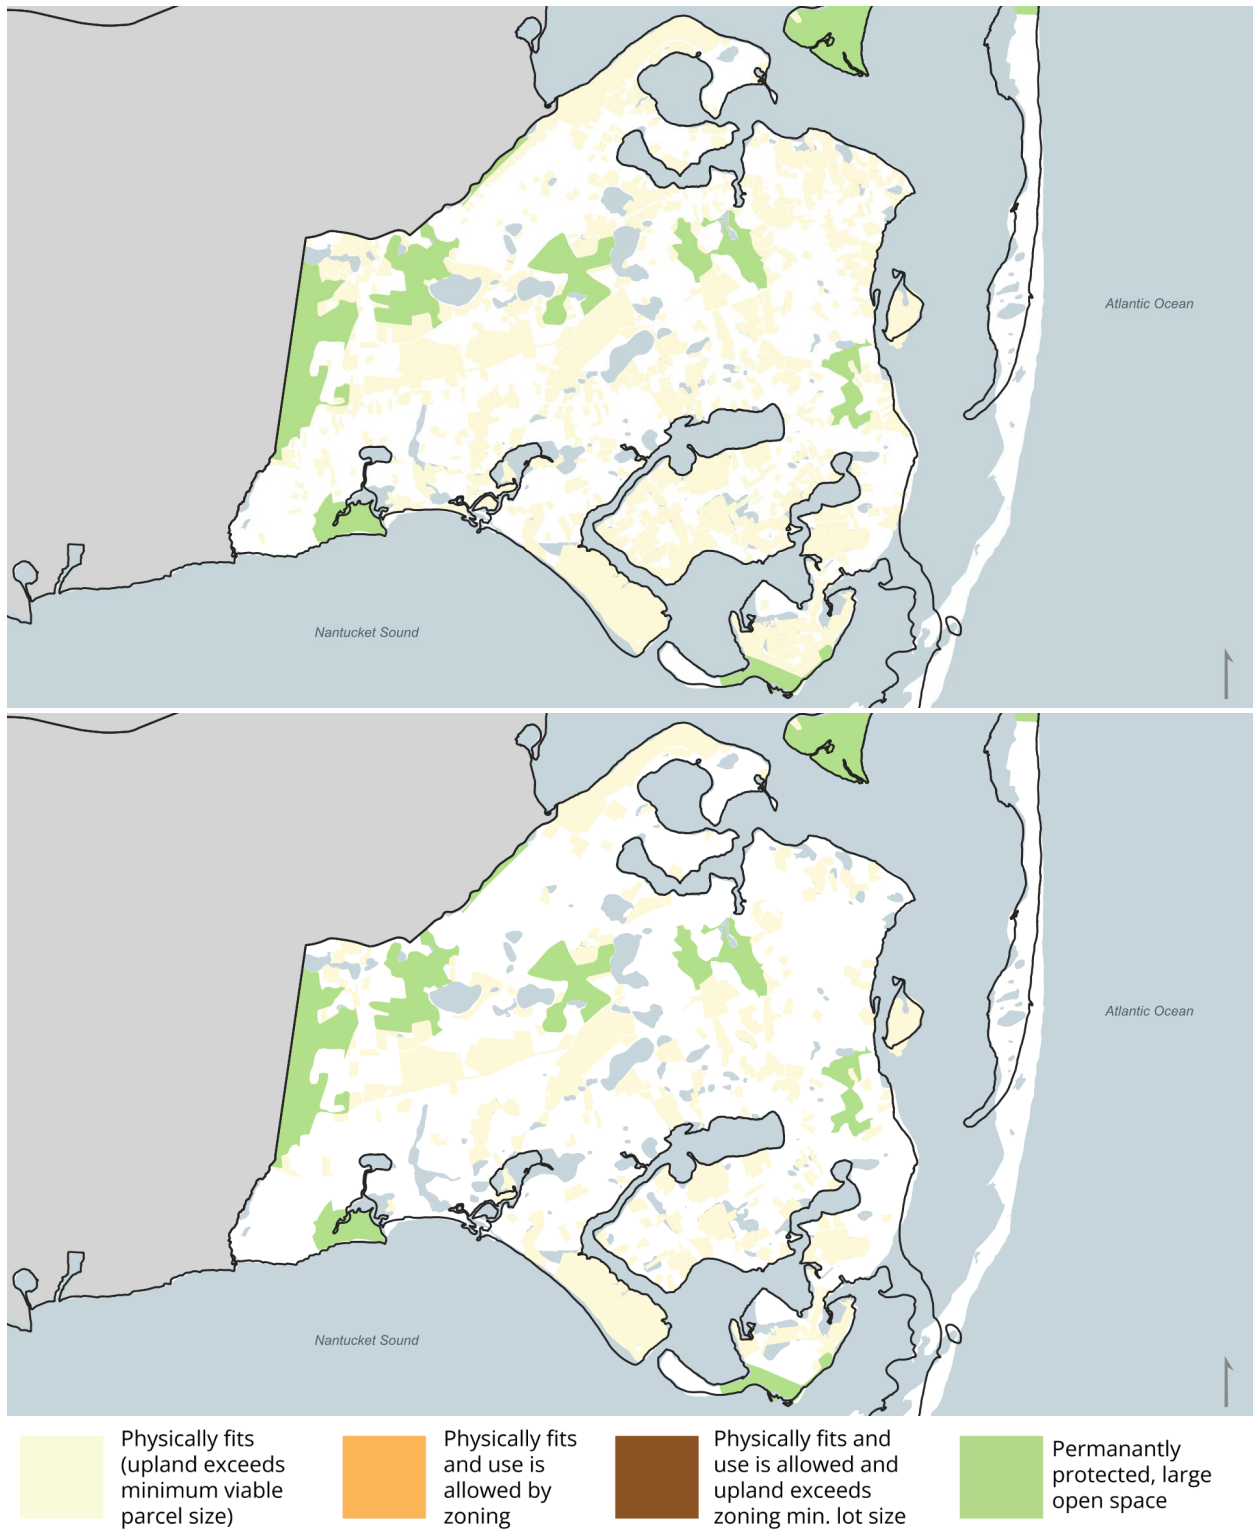 Atlantic Ocean
Nantucket Sound
Atlantic Ocean
Nantucket Sound
Physically fits
(upland exceeds
minimum viable
parcel size)
Physically fits
and use is
allowed by
zoning
Physically fits and
use is allowed and
upland exceeds
zoning min. lot size
Permanantly
protected, large
open space